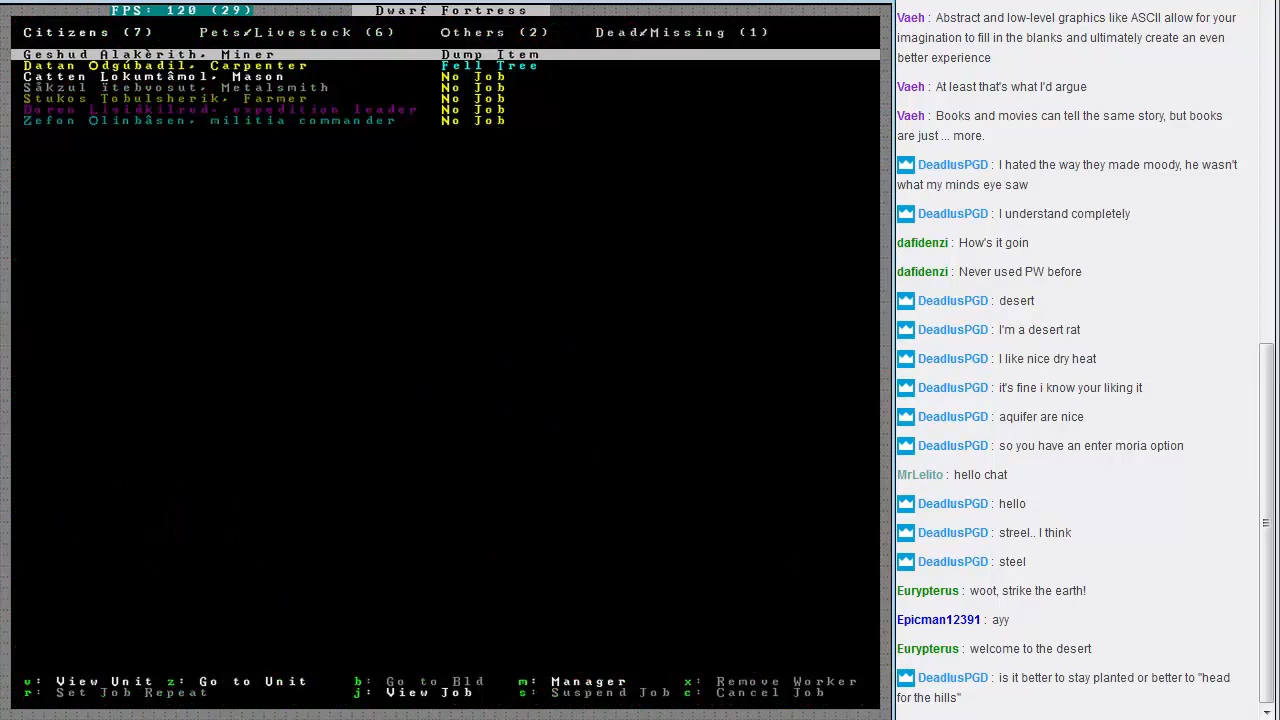 FPS: 120 (29)
Dwarf Fortress
Citizens (7) Pets/Livestock (6) Others (2) Dead/Missing (1)
Geshud Alakèrith, Miner Dump Item
Datan Odgúbadil, Carpenter Fell Tree
Catten Lokumtâmol, Mason No Job
Såkzul ïtebvosut, Metalsmith No Job
Stukos Tobulsherik, Farmer No Job
expedition leader No Job
Zefon Olinbâsen, militia commander No Job
v: View Unit z: Go to Unit b: Go to Bld m: Manager x: Remove Worker
r: Set Job Repeat j: View Job s: Suspend Job c: Cancel Job
Vaeh : Abstract and low-level graphics like ASCII allow for your
imagination to fill in the blanks and ultimately create an even
better experience
Vaeh : At least that's what I'd argue
Vaeh : Books and movies can tell the same story, but books
are just ... more.
DeadlusPGD : I hated the way they made moody, he wasn't
what my minds eye saw
DeadlusPGD : I understand completely
dafidenzi : How's it goin
dafidenzi : Never used PW before
DeadlusPGD : desert
DeadlusPGD : I'm a desert rat
DeadlusPGD : I like nice dry heat
DeadlusPGD : it's fine i know your liking it
DeadlusPGD : aquifer are nice
DeadlusPGD : so you have an enter moria option
MrLelito : hello chat
DeadlusPGD : hello
DeadlusPGD : streel.. I think
DeadlusPGD : steel
Eurypterus : woot, strike the earth!
Epicman12391 : ayy
Eurypterus : welcome to the desert
DeadlusPGD : is it better to stay planted or better to "head
for the hills"